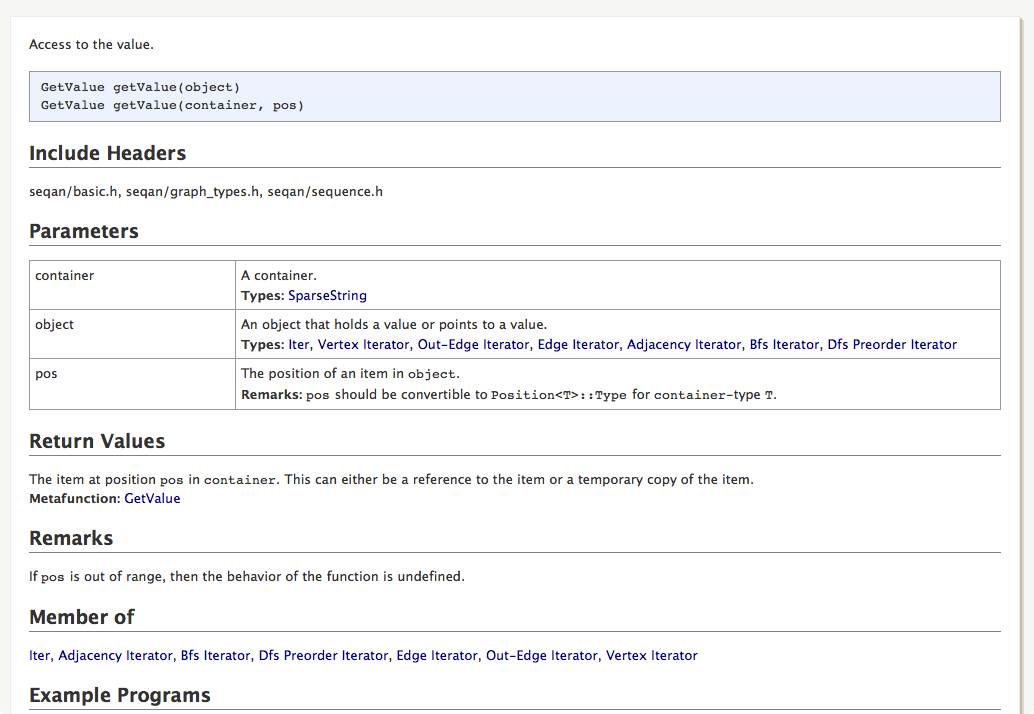 Access to the value.
GetValue getValue(object)
GetValue getValue(container, pos)
Include Headers
seqan/basic.h, seqan/graph_types.h, seqan/sequence.h
Parameters
container
A container.
Types: SparseString
object
An object that holds a value or points to a value.
Types: Iter, Vertex Iterator, Out-Edge Iterator, Edge Iterator, Adjacency Iterator, Bfs Iterator, Dfs Preorder Iterator
pos
The position of an item in object.
Remarks: pos should be convertible to Position<T>::Type for container-type T.
Return Values
The item at position pos in container. This can either be a reference to the item or a temporary copy of the item.
Metafunction: GetValue
Remarks
If pos is out of range, then the behavior of the function is undefined.
Member of
Iter, Adjacency Iterator, Bfs Iterator, Dfs Preorder Iterator, Edge Iterator, Out-Edge Iterator, Vertex Iterator
Example Programs